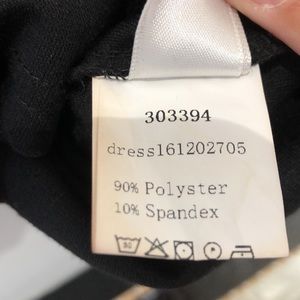 303394
dress161202705
90% Polyster
10% Spandex